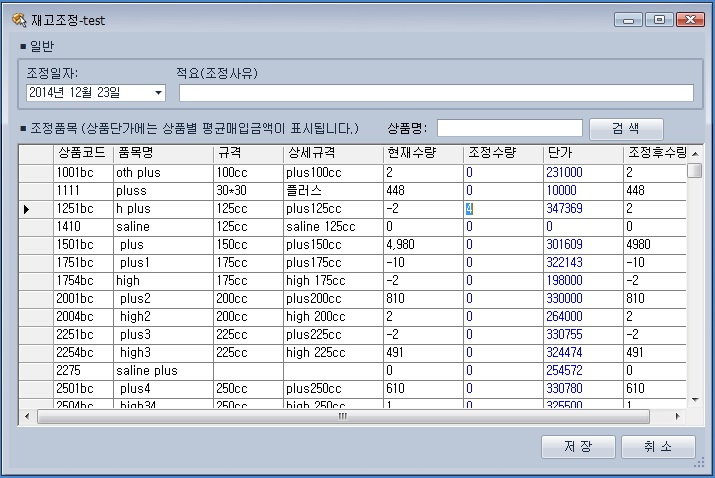 재고조정-test
■ 일반
조정일자: 적요(조정사유)
2014년 12월 23일
■ 조정품목 (상품단가에는 상품별 평균매입금액이 표시됩니다.) 상품명: 검 색
상품코드 품목명 규격 상세규격 현재수량 조정수량 단가 조정후수량
1001bc oth plus 100cc plus100cc 2 0 231000 2
1111 pluss 30*30 플러스 448 0 10000 448
1251bc h plus 125cc plus125cc -2 4 347369 2
1410 saline 125cc saline 125cc 0 0 0 0
1501bc plus 150cc plus150cc 4,980 0 301609 4980
1751bc plus1 175cc plus175cc -10 0 322143 -10
1754bc high 175cc high 175cc -2 0 198000 -2
2001bc plus2 200cc plus200cc 810 0 330000 810
2004bc high2 200cc high 200cc 2 0 264000 2
2251bc plus3 225cc plus225cc -2 0 330755 -2
2254bc high3 225cc high 225cc 491 0 324474 491
2275 saline plus 0 0 254572 0
2501bc plus4 250cc plus250cc 610 0 330780 610
2504bc high34 250cc high 250cc 1 0 325500 1
저 장 취 소